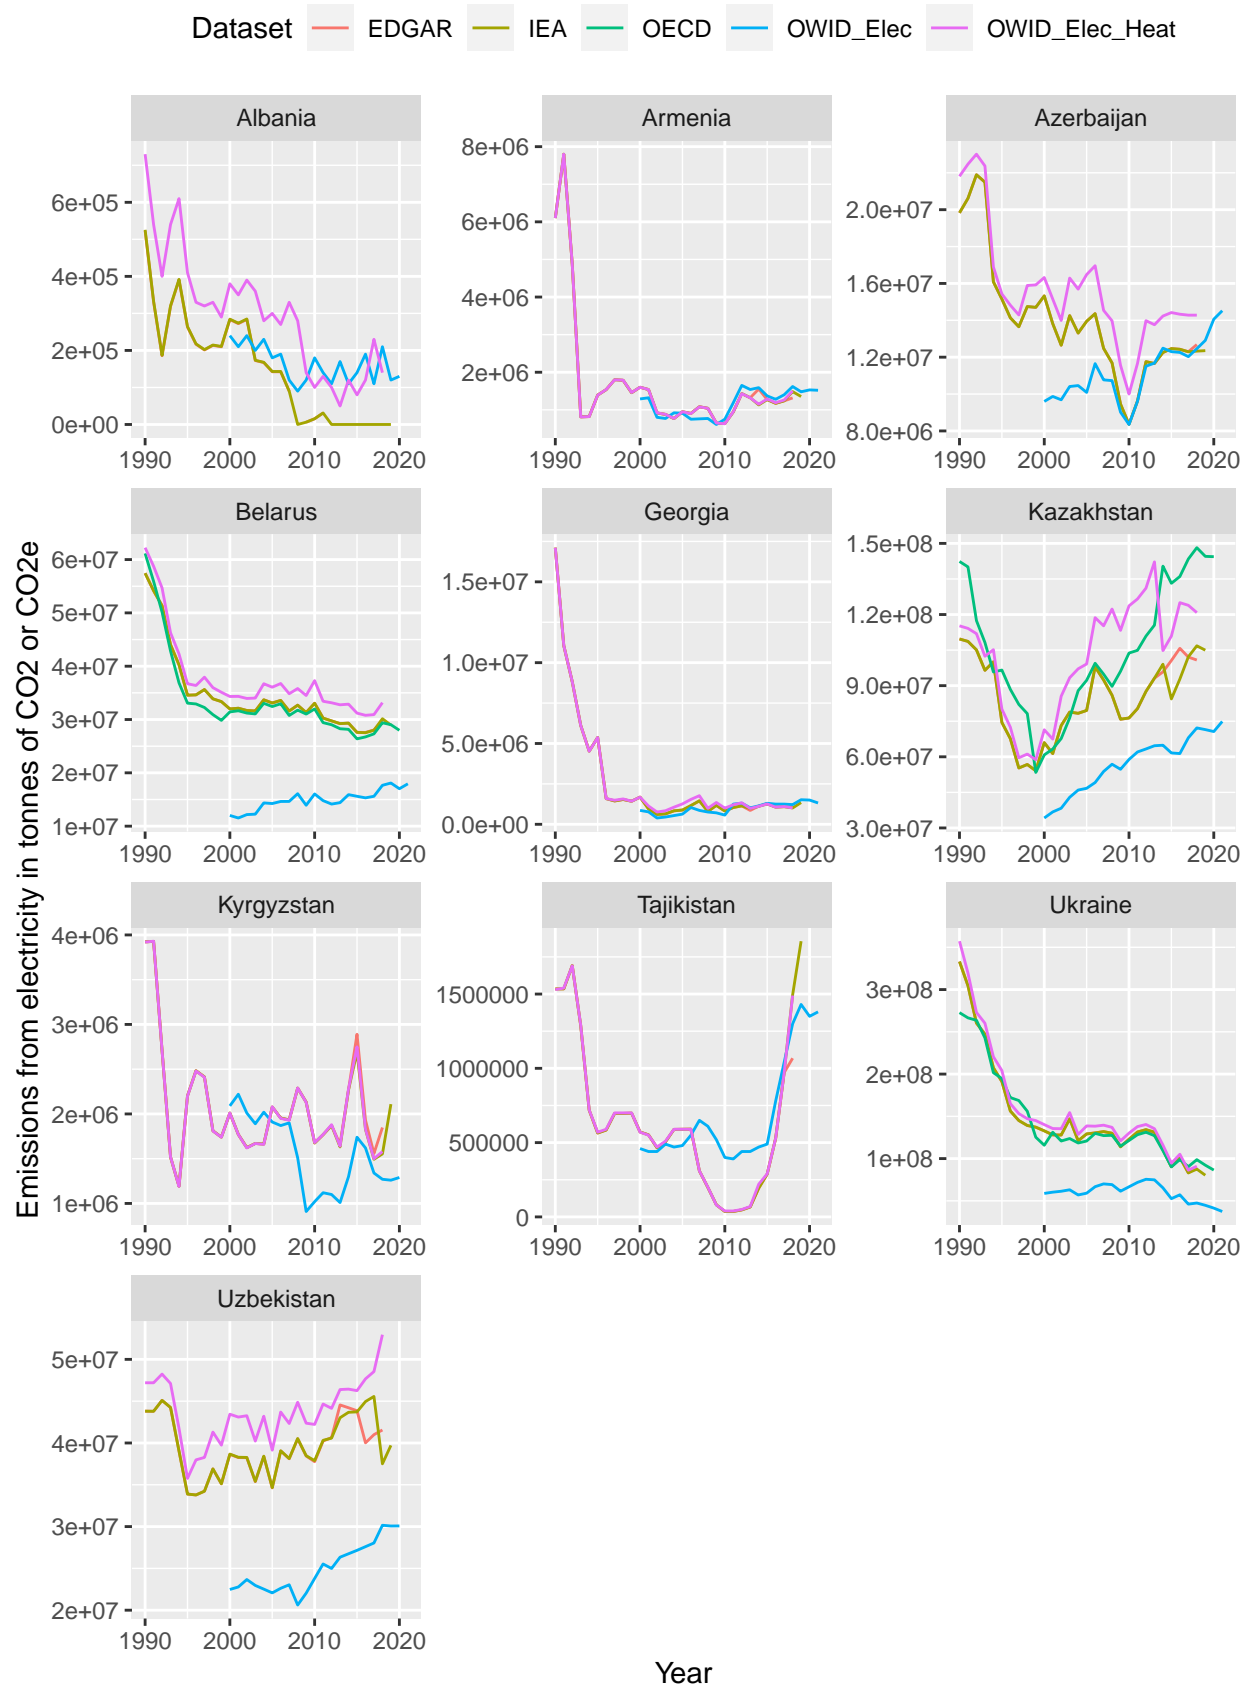 Dataset EDGAR IEA OECD OWID_Elec OWID_Elec_Heat
Albania
6e+05
4e+05
2e+05
0e+00
1990 2000 2010 2020
Armenia
8e+06
6e+06
4e+06
2e+06
1990 2000 2010 2020
Azerbaijan
2.0e+07
1.6e+07
1.2e+07
8.0e+06
1990 2000 2010 2020
Belarus
6e+07
5e+07
4e+07
3e+07
2e+07
1e+07
1990 2000 2010 2020
Georgia
1.5e+07
1.0e+07
5.0e+06
0.0e+00
1990 2000 2010 2020
Kazakhstan
1.5e+08
1.2e+08
9.0e+07
6.0e+07
3.0e+07
1990 2000 2010 2020
Kyrgyzstan
4e+06
3e+06
2e+06
1e+06
1990 2000 2010 2020
Tajikistan
1500000
1000000
500000
0
1990 2000 2010 2020
Ukraine
3e+08
2e+08
1e+08
1990 2000 2010 2020
Uzbekistan
5e+07
4e+07
3e+07
2e+07
1990 2000 2010 2020
Emissions from electricity in tonnes of CO2 or CO2e
Year